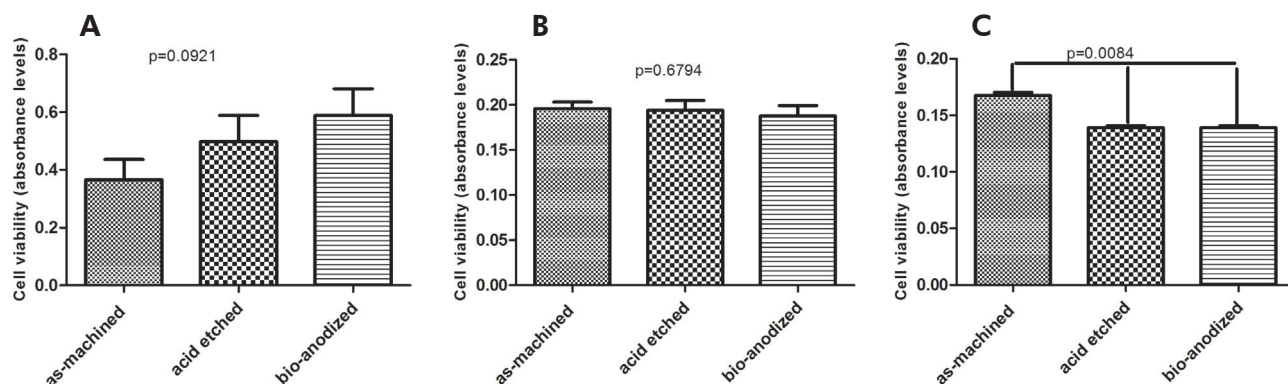 A
Cell viability (absorbance levels)
p=0.0921
0.8
0.6
0.4
0.2
0.0
as-machined
acid etched
bio-anodized
B
Cell viability (absorbance levels)
p=0.6794
0.25
0.20
0.15
0.10
0.05
0.00
as-machined
acid etched
bio-anodized
C
Cell viability (absorbance levels)
p=0.0084
0.20
0.15
0.10
0.05
0.00
as-machined
acid etched
bio-anodized